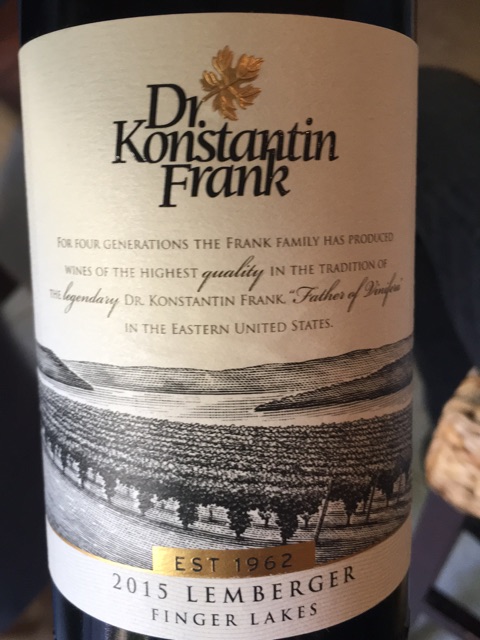 Dr.
Konstantin
Frank
FOR FOUR GENERATIONS THE FRANK FAMILY HAS PRODUCED
WINES OF THE HIGHEST quality IN THE TRADITION OF
THE legendary DR. KONSTANTIN FRANK "Father of Vinifera"
IN THE EASTERN UNITED STATES.
EST 1962
2015 LEMBERGER
FINGER LAKES